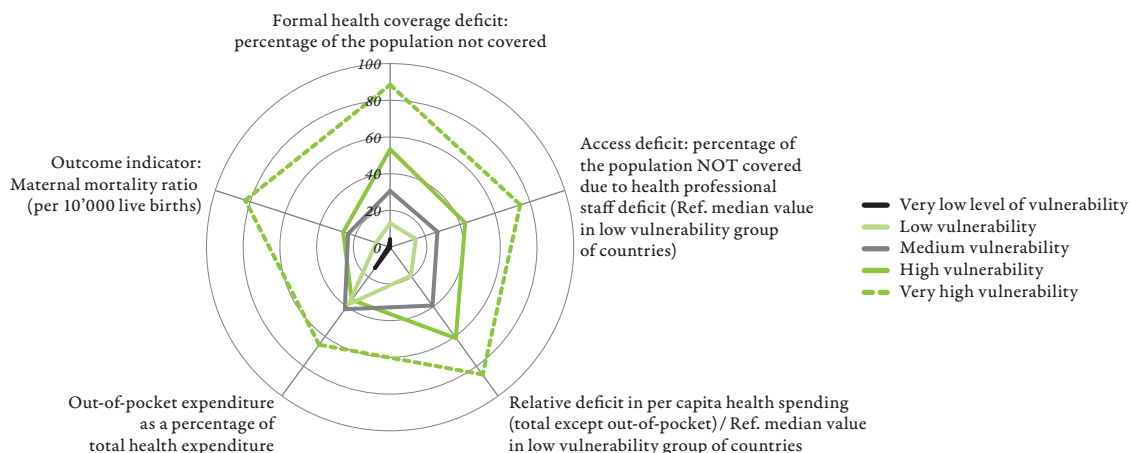 Formal health coverage deficit:
percentage of the population not covered
100
80
60
40
20
0
Access deficit: percentage of
the population NOT covered
due to health professional
staff deficit (Ref. median value
in low vulnerability group
of countries)
Outcome indicator:
Maternal mortality ratio
(per 10’000 live births)
Very low level of vulnerability
Low vulnerability
Medium vulnerability
High vulnerability
Very high vulnerability
Out-of-pocket expenditure
as a percentage of
total health expenditure
Relative deficit in per capita health spending
(total except out-of-pocket) / Ref. median value
in low vulnerability group of countries